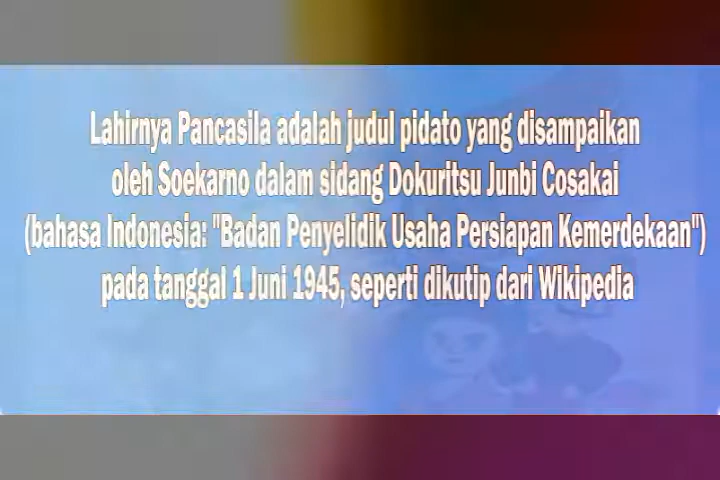 Lahirnya Pancasila adalah judul pidato yang disampaikan
oleh Soekarno dalam sidang Dokuritsu Junbi Cosakai
(bahasa Indonesia: "Badan Penyelidik Usaha Persiapan Kemerdekaan")
pada tanggal 1 Juni 1945, seperti dikutip dari Wikipedia